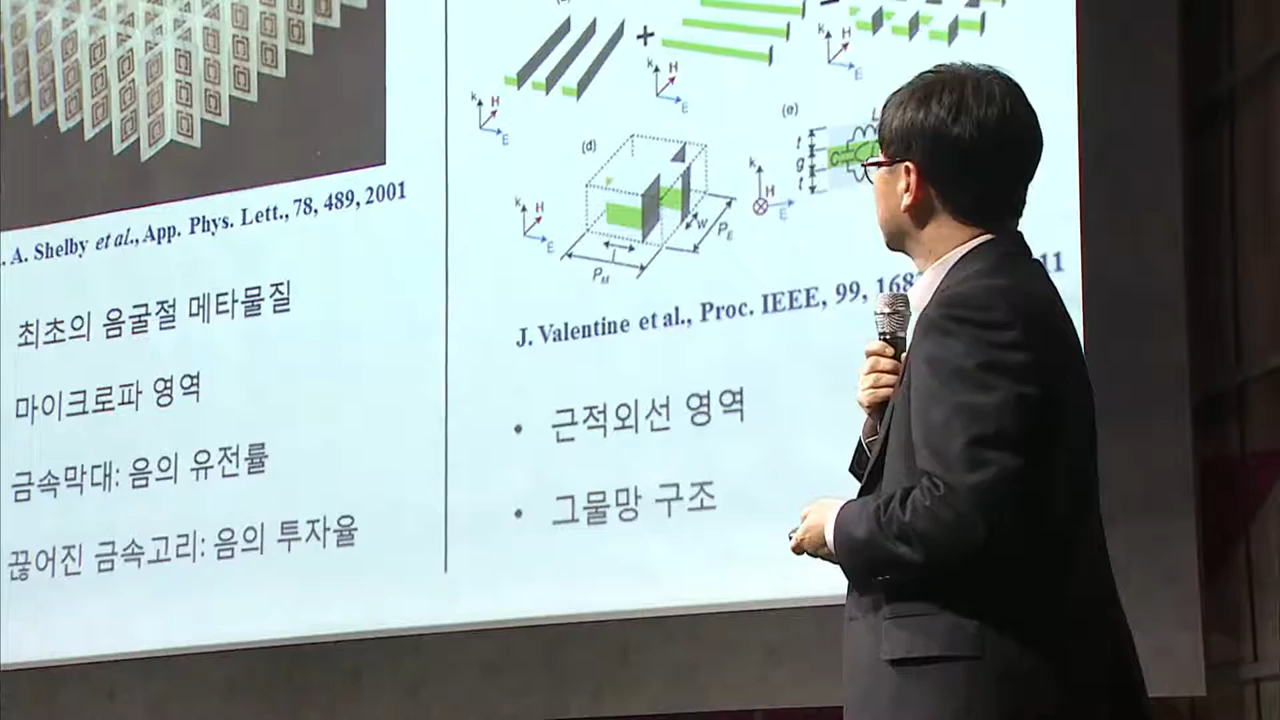 . A. Shelby et al., App. Phys. Lett., 78, 489, 2001
최초의 음굴절 메타물질
마이크로파 영역
금속막대: 음의 유전률
끊어진 금속고리: 음의 투자율
+
k H E
k H E
k H E
(d)
k H E
w
P_E
P_M
(e)
t
g
t
L
C
k H E
J. Valentine et al., Proc. IEEE, 99, 168
11
• 근적외선 영역
• 그물망 구조